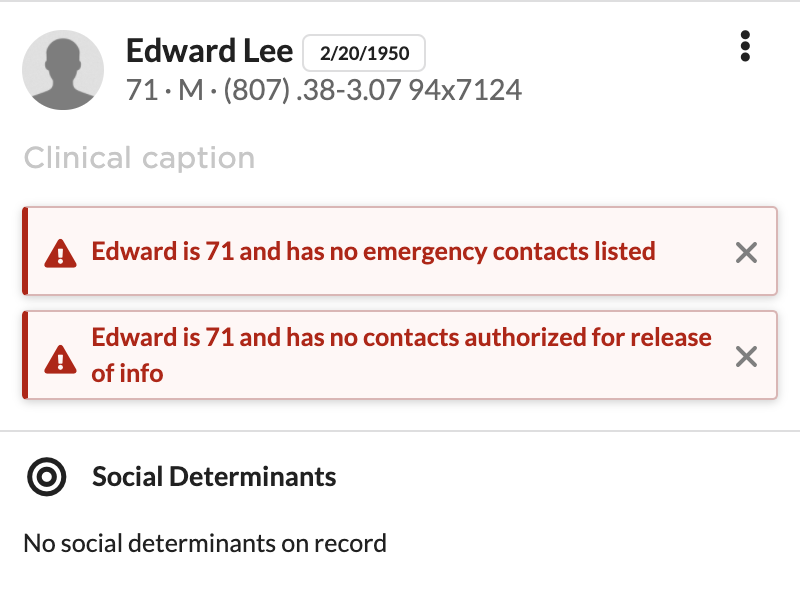 Edward Lee 2/20/1950
71 · M · (807) .38-3.07 94x7124
Clinical caption
Edward is 71 and has no emergency contacts listed
Edward is 71 and has no contacts authorized for release
of info
Social Determinants
No social determinants on record